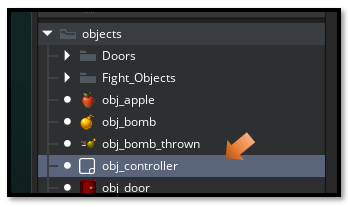 objects
Doors
Fight_Objects
obj_apple
obj_bomb
obj_bomb_thrown
obj_controller
obj_door